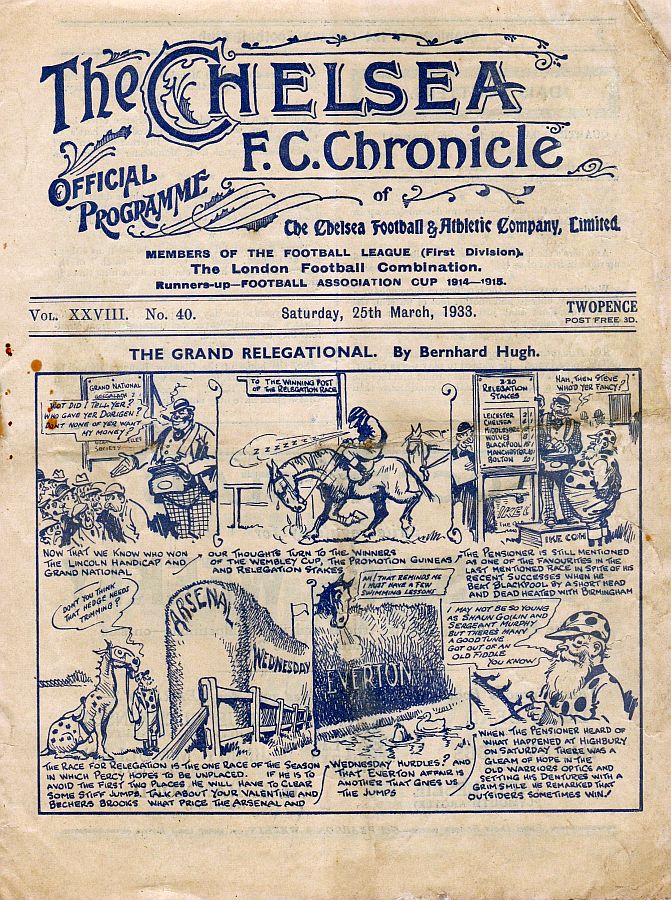 The CHELSEA
F.C. Chronicle
OFFICIAL
PROGRAMME
of
The Chelsea Football & Athletic Company, Limited.
MEMBERS OF THE FOOTBALL LEAGUE (First Division).
The London Football Combination.
Runners-up—FOOTBALL ASSOCIATION CUP 1914—1915.
VOL. XXVIII. No. 40.
Saturday, 25th March, 1933.
TWOPENCE
POST FREE 3D.
THE GRAND RELEGATIONAL. By Bernhard Hugh.
GRAND NATIONAL
WOT DID I TELL YER?
WHO GAVE YER DORIGEN?
DON'T NONE OF YER WANT
MY MONEY?
SOCIETY
NOW THAT WE KNOW WHO WON
THE LINCOLN HANDICAP AND
GRAND NATIONAL
TO THE WINNING POST
OF THE RELEGATION RACE
ZZZZZZZ
OUR THOUGHTS TURN TO THE WINNERS
OF THE WEMBLEY CUP, THE PROMOTION GUINEAS
AND RELEGATION STAKES
2.30
RELEGATION
STAKES
LEICESTER
CHELSEA
MIDDLESBRO
WOLVES
BLACKPOOL
MANCHESTER
BOLTON
NAH, THEN STEVE
WHO'D YER FANCY?
IKE COHN
THE PENSIONER IS STILL MENTIONED
AS ONE OF THE FAVOURITES IN THE
LAST MENTIONED RACE IN SPITE OF HIS
RECENT SUCCESSES WHEN HE
BEAT BLACKPOOL BY A SHORT HEAD
AND DEAD HEATED WITH BIRMINGHAM
DON'T YOU THINK
THAT HEDGE NEEDS
TRIMMING?
ARSENAL
WEDNESDAY
THE RACE FOR RELEGATION IS THE ONE RACE OF THE SEASON
IN WHICH PERCY HOPES TO BE UNPLACED. IF HE IS TO
AVOID THE FIRST TWO PLACES HE WILL HAVE TO CLEAR
SOME STIFF JUMPS. TALK ABOUT YOUR VALENTINE AND
BECHERS BROOKS WHAT PRICE THE ARSENAL AND
AH! THAT REMINDS ME
I MUST HAVE A FEW
SWIMMING LESSONS
EVERTON
WEDNESDAY HURDLES? AND
THAT EVERTON AFFAIR IS
ANOTHER THAT GIVES US
THE JUMPS
I MAY NOT BE SO YOUNG
AS SHAUN GOILIN AND
SERGEANT MURPHY
BUT THERE'S MANY
A GOOD TUNE
GOT OUT OF AN
OLD FIDDLE
YOU KNOW
WHEN THE PENSIONER HEARD OF
WHAT HAPPENED AT HIGHBURY
ON SATURDAY THERE WAS A
GLEAM OF HOPE IN THE
OLD WARRIORS OPTICS AND
SETTING HIS DENTURES WITH A
GRIM SMILE HE REMARKED THAT
OUTSIDERS SOMETIMES WIN!